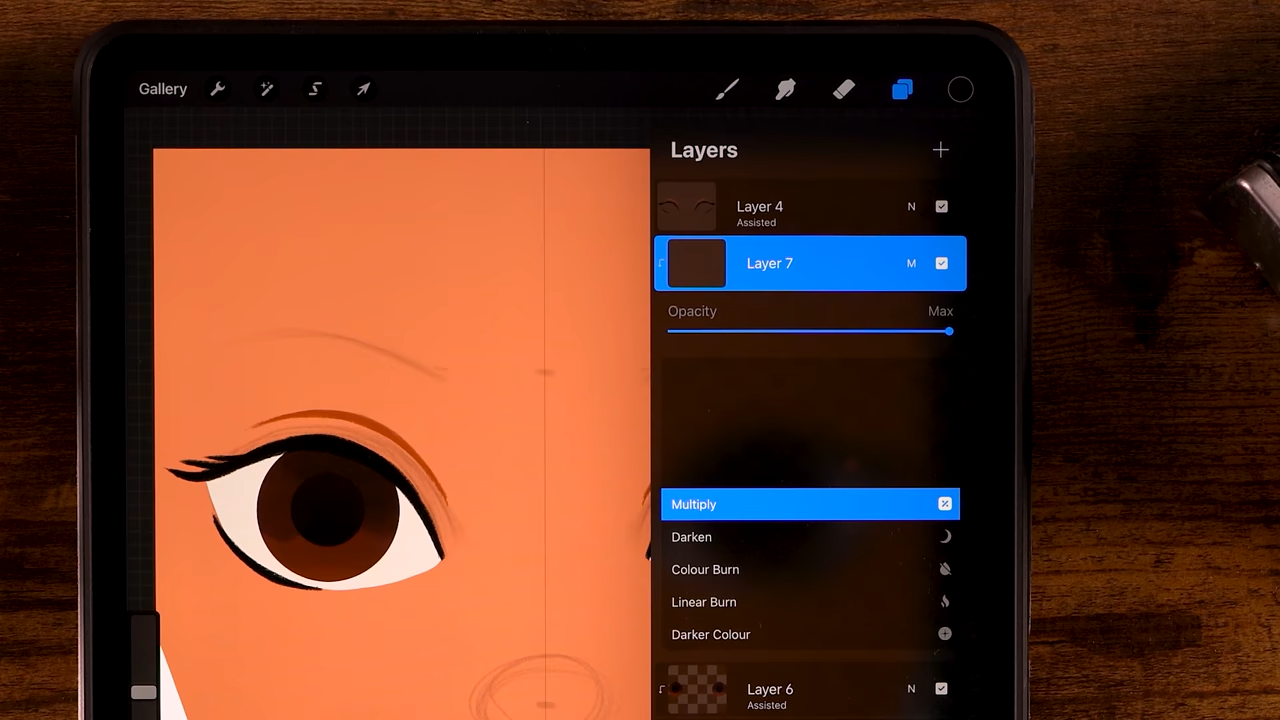 Gallery
Layers
Layer 4
N
Assisted
Layer 7
M
Opacity
Max
Multiply
Darken
Colour Burn
Linear Burn
Darker Colour
Layer 6
N
Assisted